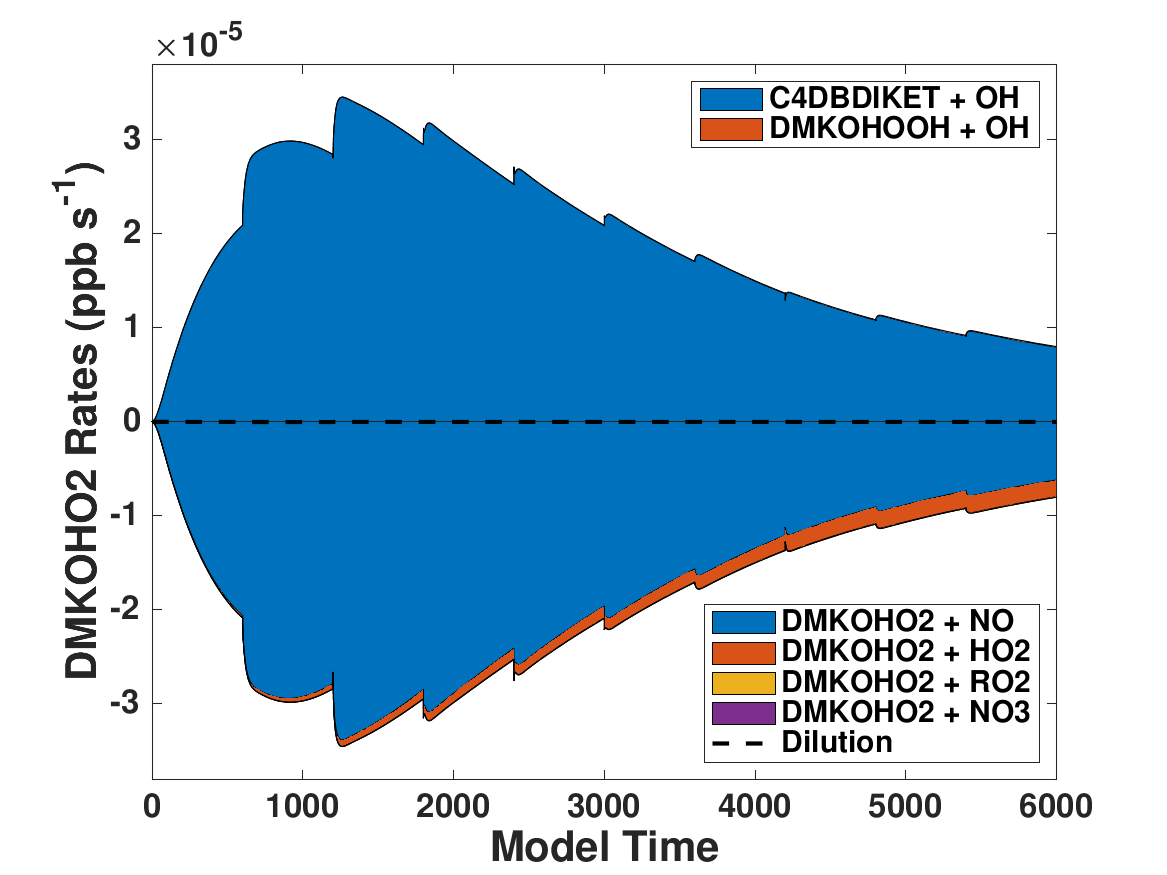 ×10^-5
C4DBDIKET + OH
DMKOHOOH + OH
3
2
1
0
-1
-2
-3
DMKOHO2 Rates (ppb s^-1)
DMKOHO2 + NO
DMKOHO2 + HO2
DMKOHO2 + RO2
DMKOHO2 + NO3
Dilution
0 1000 2000 3000 4000 5000 6000
Model Time